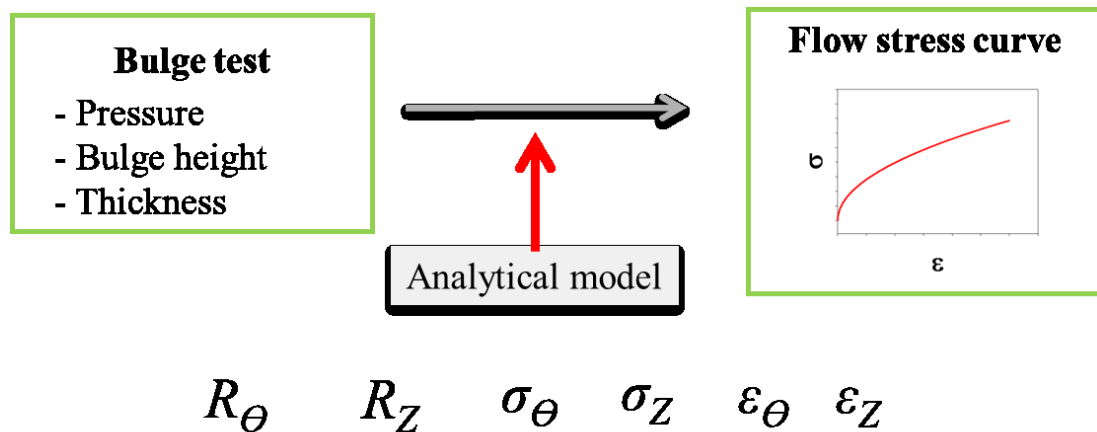 Bulge test
- Pressure
- Bulge height
- Thickness
Analytical model
Flow stress curve
σ
ε
R_Θ R_Z σ_Θ σ_Z ε_Θ ε_Z